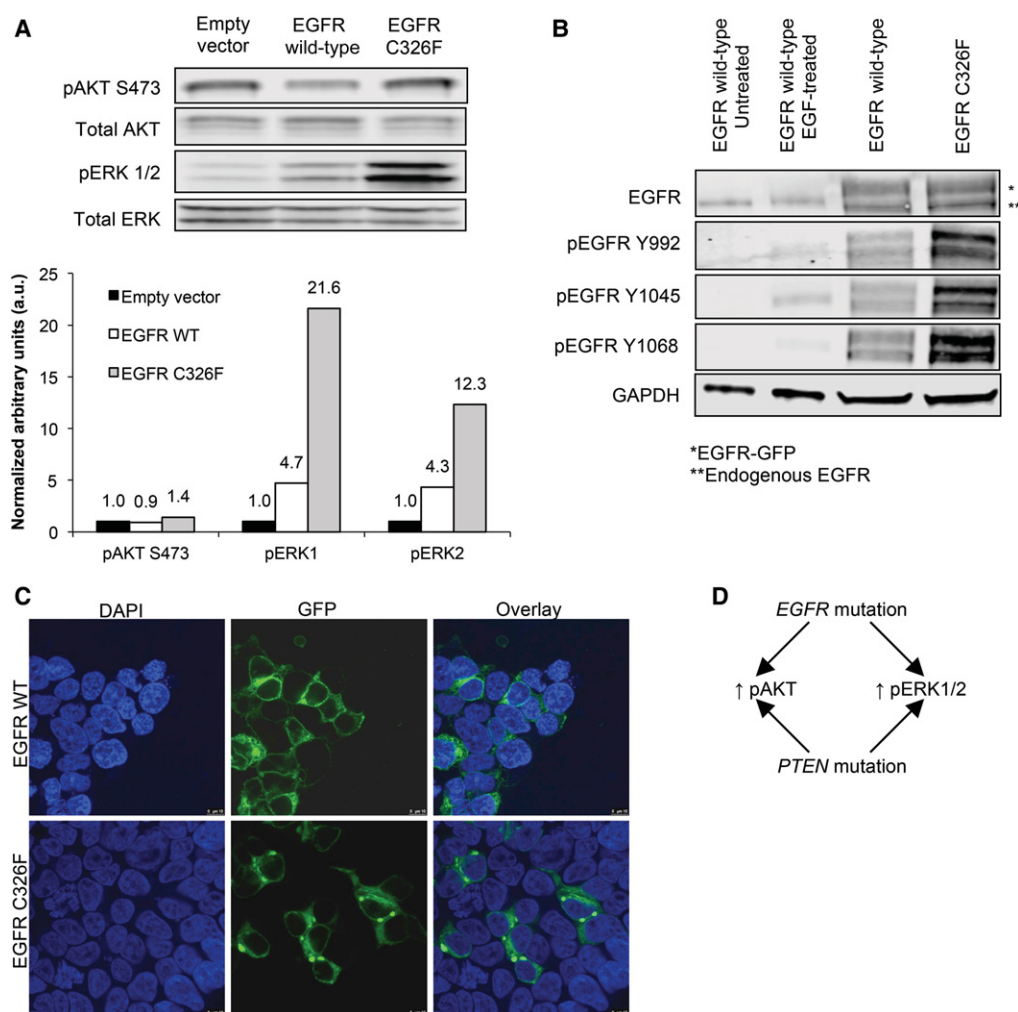 A
Empty vector
EGFR wild-type
EGFR C326F
pAKT S473
Total AKT
pERK 1/2
Total ERK
Normalized arbitrary units (a.u.)
25
20
15
10
5
0
Empty vector
EGFR WT
EGFR C326F
1.0
0.9
1.4
1.0
4.7
21.6
1.0
4.3
12.3
pAKT S473
pERK1
pERK2
B
EGFR wild-type Untreated
EGFR wild-type EGF-treated
EGFR wild-type
EGFR C326F
EGFR
*
**
pEGFR Y992
pEGFR Y1045
pEGFR Y1068
GAPDH
*EGFR-GFP
**Endogenous EGFR
C
DAPI
GFP
Overlay
EGFR WT
EGFR C326F
D
EGFR mutation
↑ pAKT
↑ pERK1/2
PTEN mutation